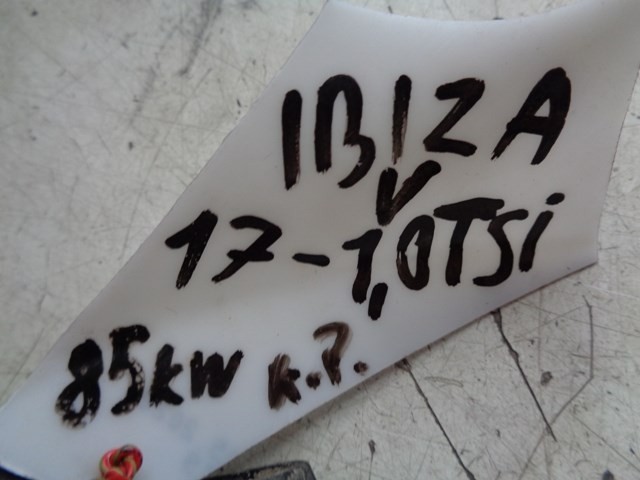 IBIZA
V
17-1,0TSi
85kW k.?.